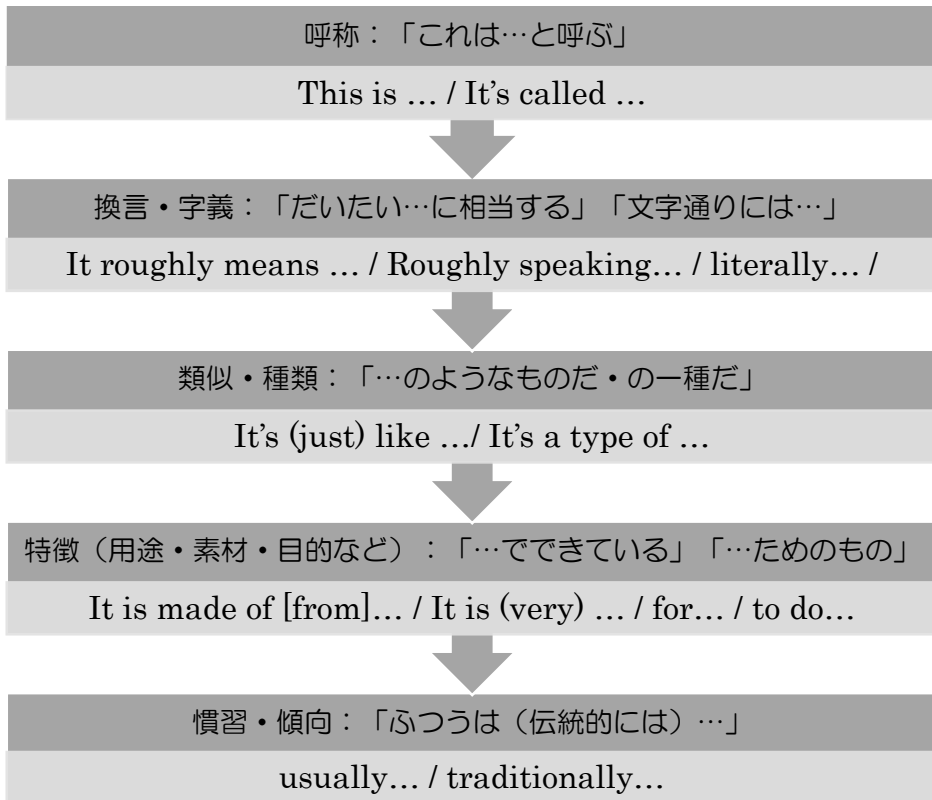 呼称：「これは…と呼ぶ」
This is … / It’s called …
換言・字義：「だいたい…に相当する」「文字通りには…」
It roughly means … / Roughly speaking… / literally… /
類似・種類：「…のようなものだ・の一種だ」
It’s (just) like …/ It’s a type of …
特徴（用途・素材・目的など）：「…でできている」「…ためのもの」
It is made of [from]… / It is (very) … / for… / to do…
慣習・傾向：「ふつうは（伝統的には）…」
usually… / traditionally…